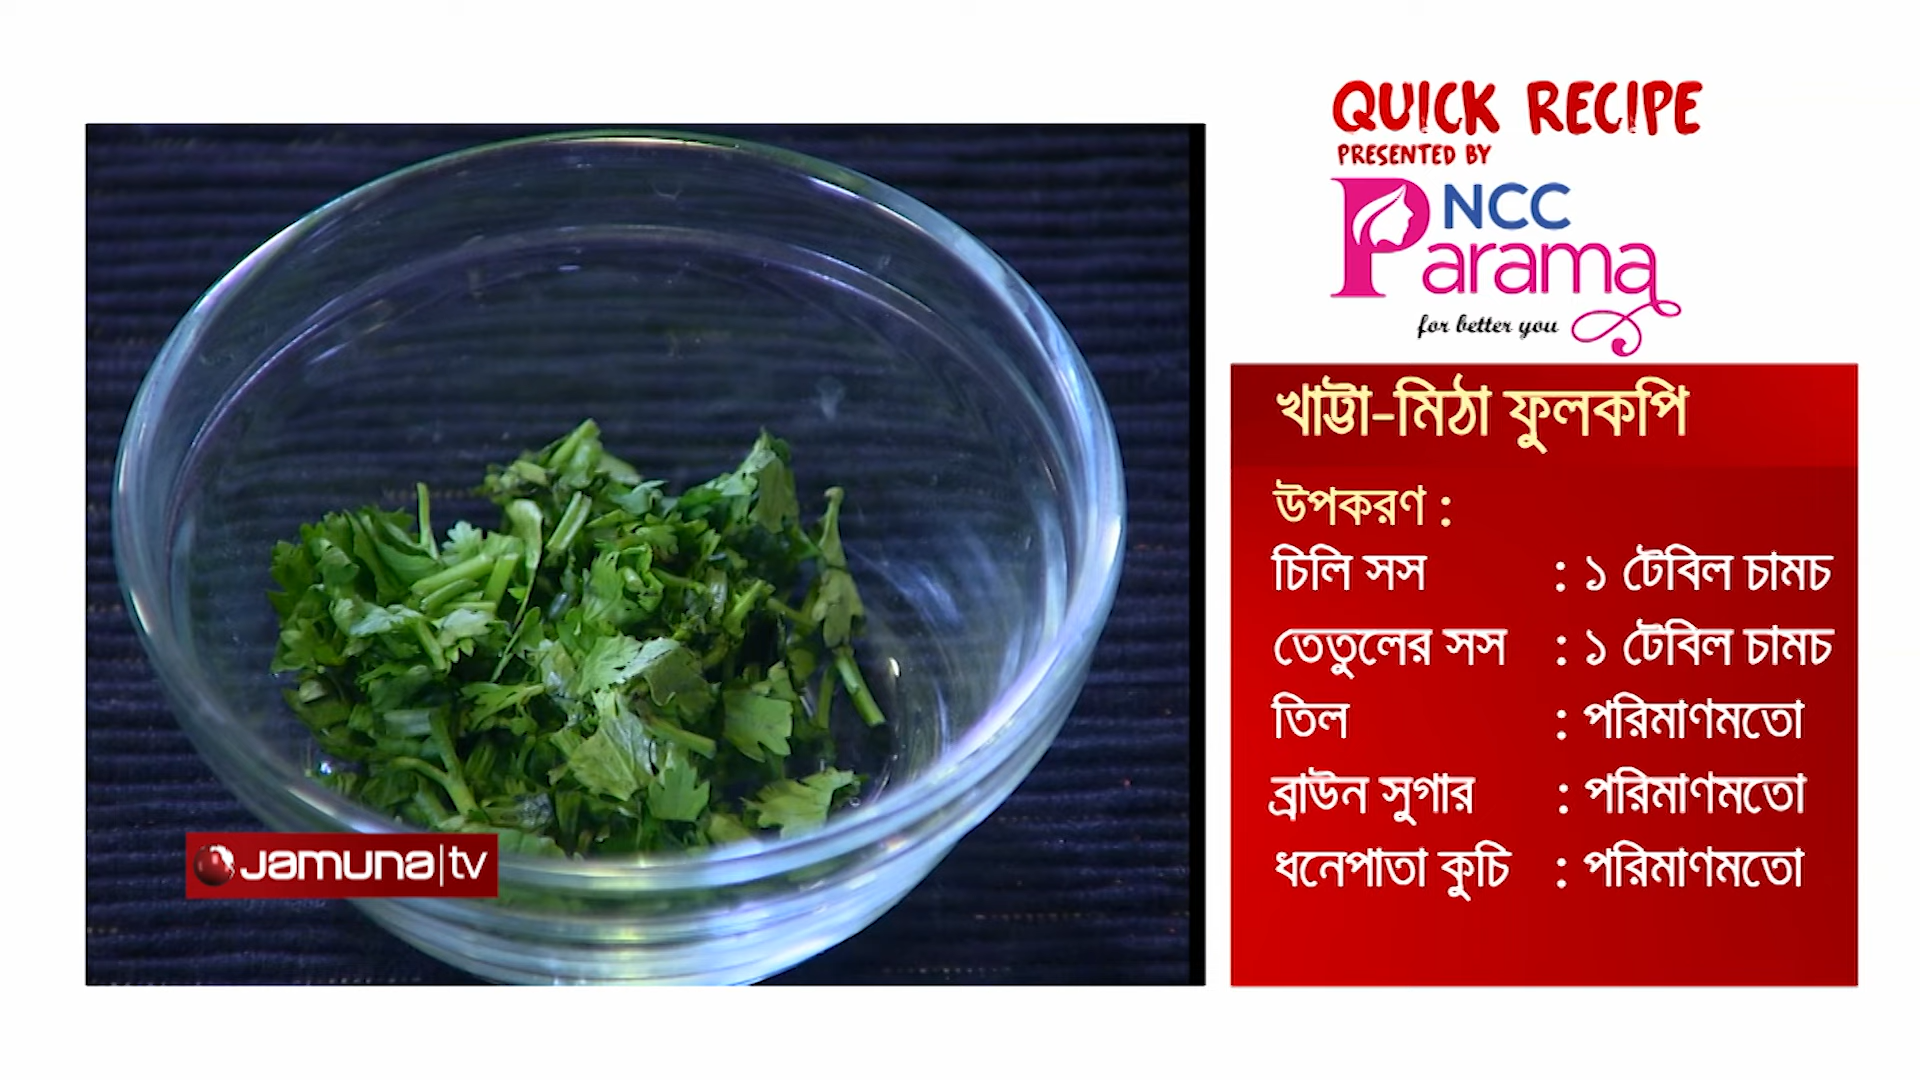 QUICK RECIPE
PRESENTED BY
NCC
Parama
for better you
খাট্টা-মিঠা ফুলকপি
উপকরণ :
চিলি সস : ১ টেবিল চামচ
তেতুলের সস : ১ টেবিল চামচ
তিল : পরিমাণমতো
ব্রাউন সুগার : পরিমাণমতো
ধনেপাতা কুচি : পরিমাণমতো
Jamuna|tv